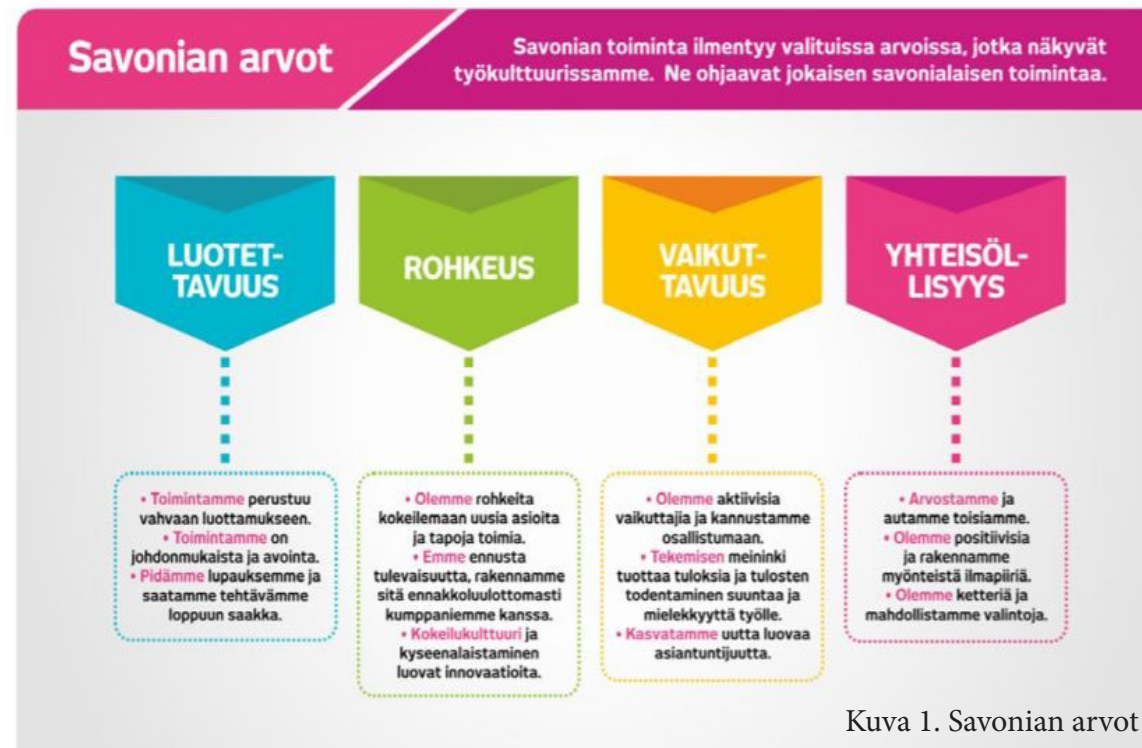 Savonian arvot
Savonian toiminta ilmentyy valituissa arvoissa, jotka näkyvät
työkulttuurissamme. Ne ohjaavat jokaisen savonialaisen toimintaa.
LUOTET-
TAVUUS
• Toimintamme perustuu
vahvaan luottamukseen.
• Toimintamme on
johdonmukaista ja avointa.
• Pidämme lupauksemme ja
saatamme tehtävämme
loppuun saakka.
ROHKEUS
• Olemme rohkeita
kokeilemaan uusia asioita
ja tapoja toimia.
• Emme ennusta
tulevaisuutta, rakennamme
sitä ennakkoluulottomasti
kumppaniemme kanssa.
• Kokeilukulttuuri ja
kyseenalaistaminen
luovat innovaatioita.
VAIKUT-
TAVUUS
• Olemme aktiivisia
vaikuttajia ja kannustamme
osallistumaan.
• Tekemisen meininki
tuottaa tuloksia ja tulosten
todentaminen suuntaa ja
mielekkyyttä työlle.
• Kasvatamme uutta luovaa
asiantuntijuutta.
YHTEISÖL-
LISYYS
• Arvostamme ja
autamme toisiamme.
• Olemme positiivisia
ja rakennamme
myönteistä ilmapiiriä.
• Olemme ketteriä ja
mahdollistamme valintoja.
Kuva 1. Savonian arvot